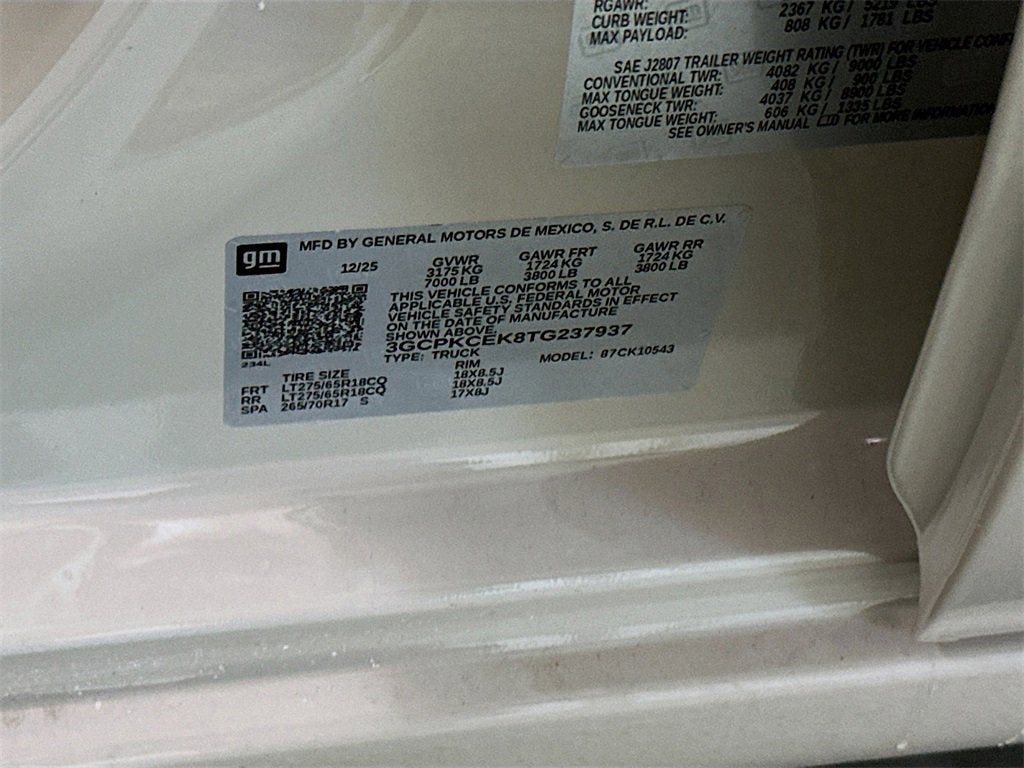 RGAWR:
CURB WEIGHT: 2367 KG/ 5219 LBS
MAX PAYLOAD: 808 KG/ 1781 LBS
SAE J2807 TRAILER WEIGHT RATING (TWR) FOR VEHICLE
CONVENTIONAL TWR: 4082 KG/ 9000 LBS
MAX TONGUE WEIGHT: 408 KG/ 900 LBS
GOOSENECK TWR: 4037 KG/ 8900 LBS
MAX TONGUE WEIGHT: 606 KG/ 1335 LBS
SEE OWNER'S MANUAL FOR MORE INFORMATION
gm MFD BY GENERAL MOTORS DE MEXICO, S. DE R.L. DE C.V.
12/25 GVWR GAWR FRT GAWR RR
3175 KG 1724 KG 1724 KG
7000 LB 3800 LB 3800 LB
THIS VEHICLE CONFORMS TO ALL
APPLICABLE U.S. FEDERAL MOTOR
VEHICLE SAFETY STANDARDS IN EFFECT
ON THE DATE OF MANUFACTURE
SHOWN ABOVE.
3GCPKCEK8TG237937
TYPE: TRUCK MODEL: 87CK10543
234L
TIRE SIZE RIM
FRT LT275/65R18CQ 18X8.5J
RR LT275/65R18CQ 18X8.5J
SPA 265/70R17 S 17X8J